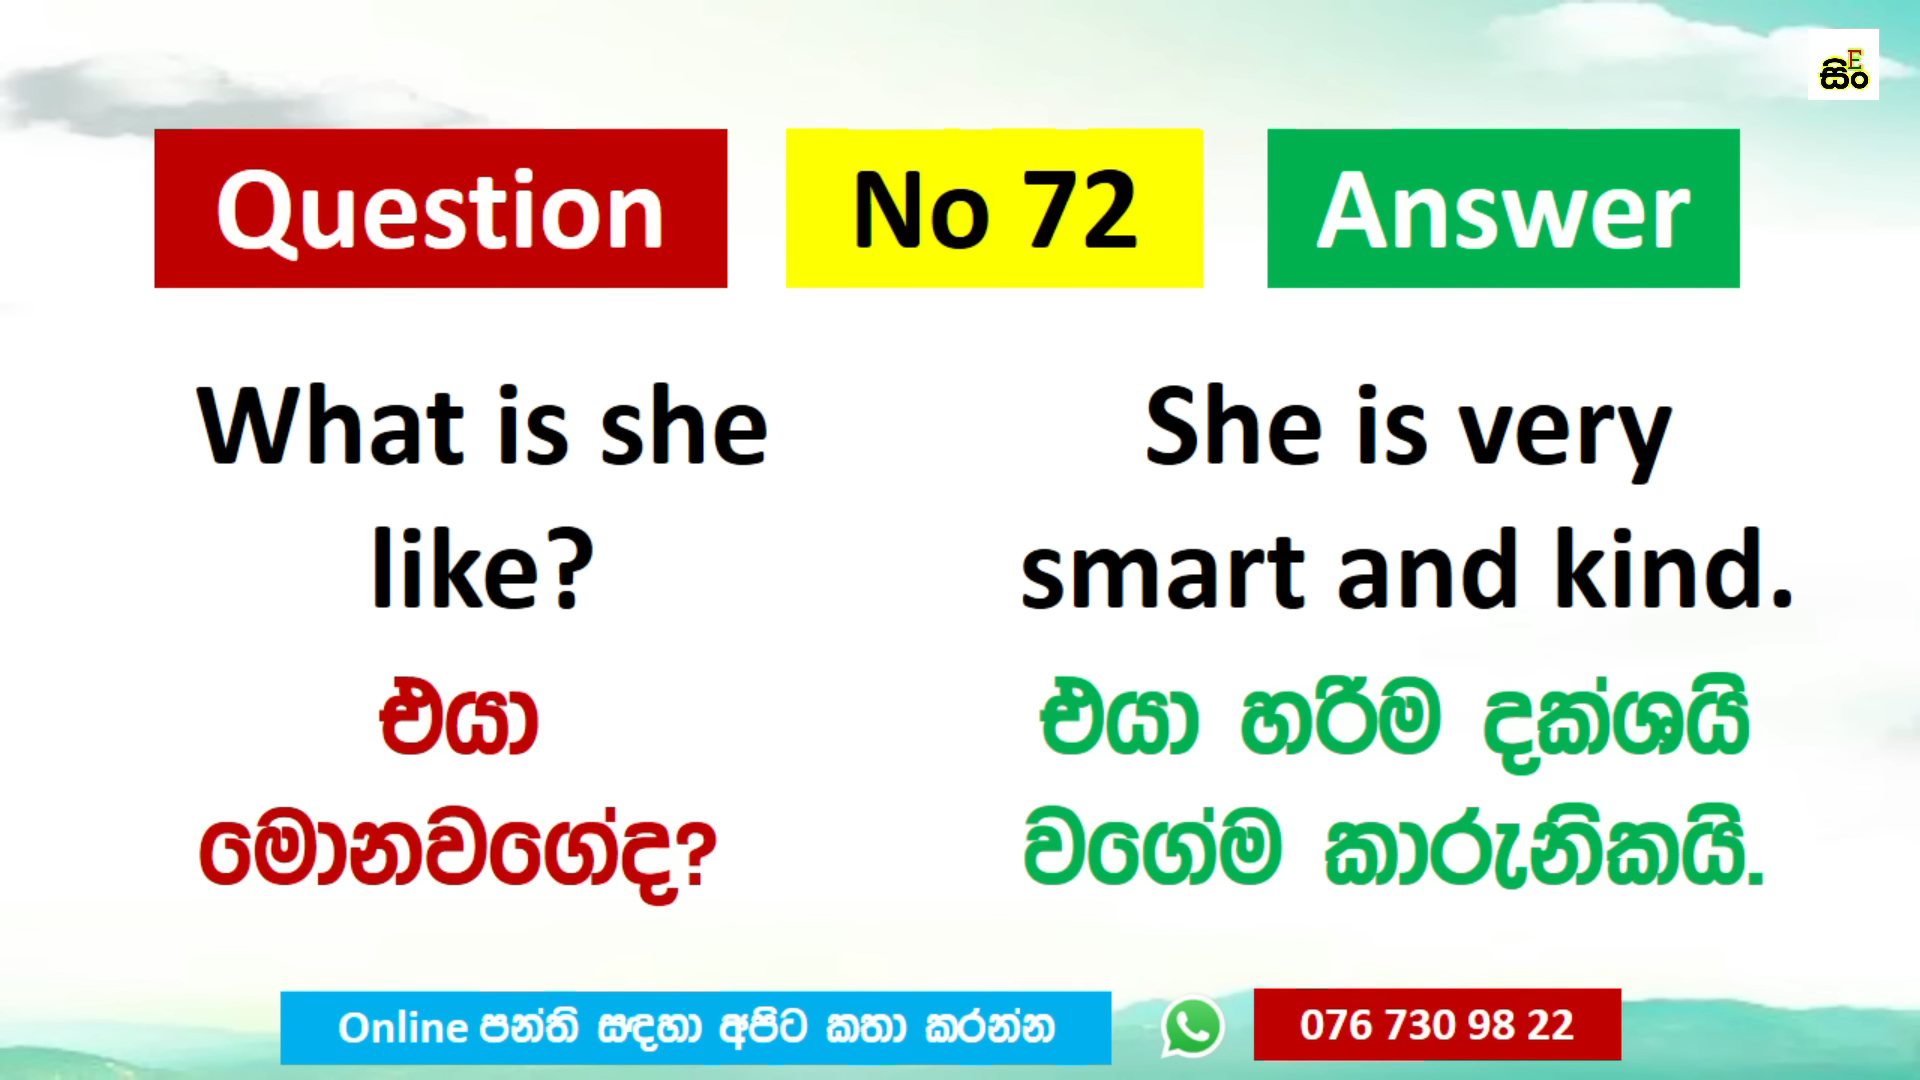 සිංE
Question
No 72
Answer
What is she
like?
එයා
මොනවගේද?
She is very
smart and kind.
එයා හරිම දක්ශයි
වගේම කාරුනිකයි.
Online පන්ති සඳහා අපිට කතා කරන්න
076 730 98 22